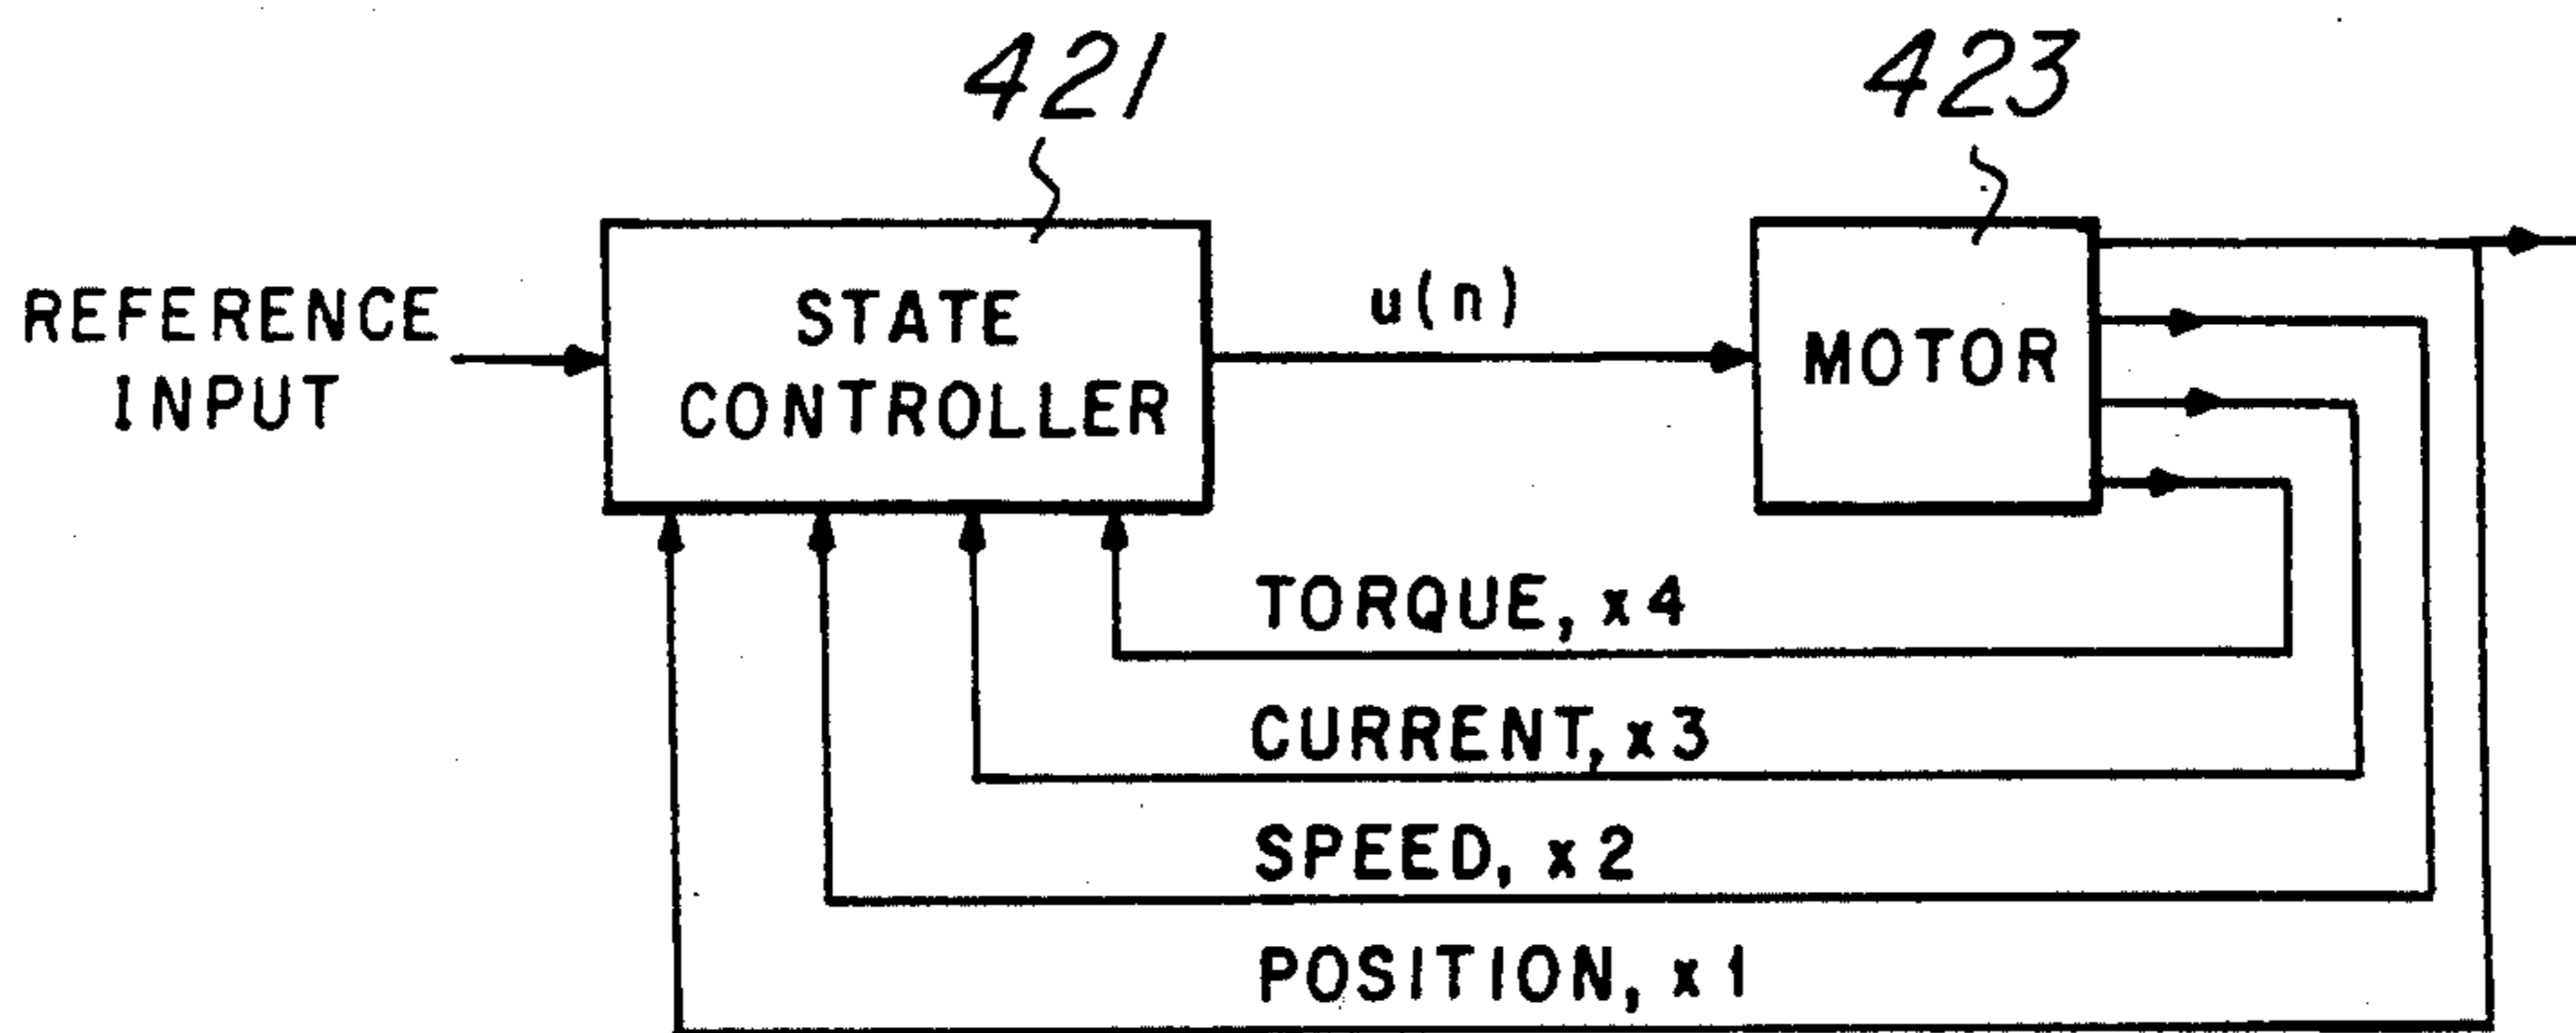 421
423
REFERENCE
INPUT
STATE
CONTROLLER
u(n)
MOTOR
TORQUE, x4
CURRENT, x3
SPEED, x2
POSITION, x1